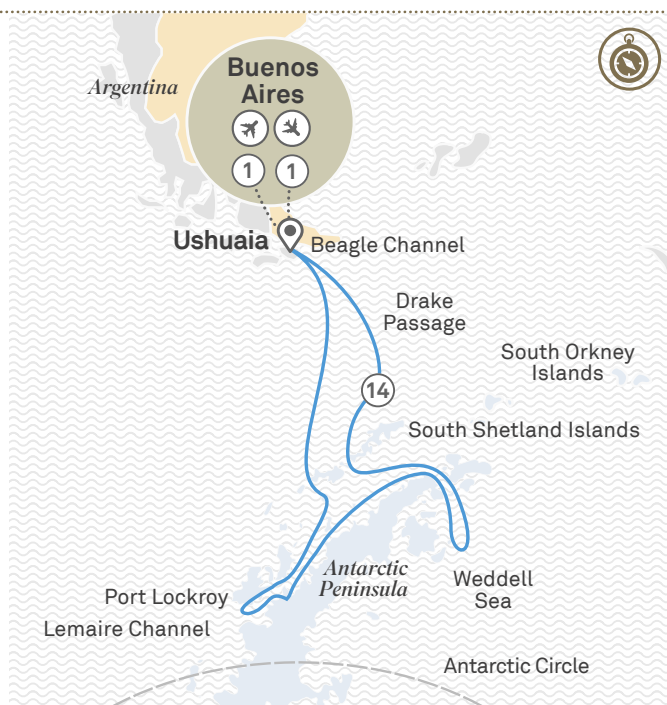 Argentina
Buenos
Aires
1 1
Ushuaia
Beagle Channel
Drake
Passage
South Orkney
Islands
14
South Shetland Islands
Antarctic
Peninsula
Weddell
Sea
Port Lockroy
Lemaire Channel
Antarctic Circle